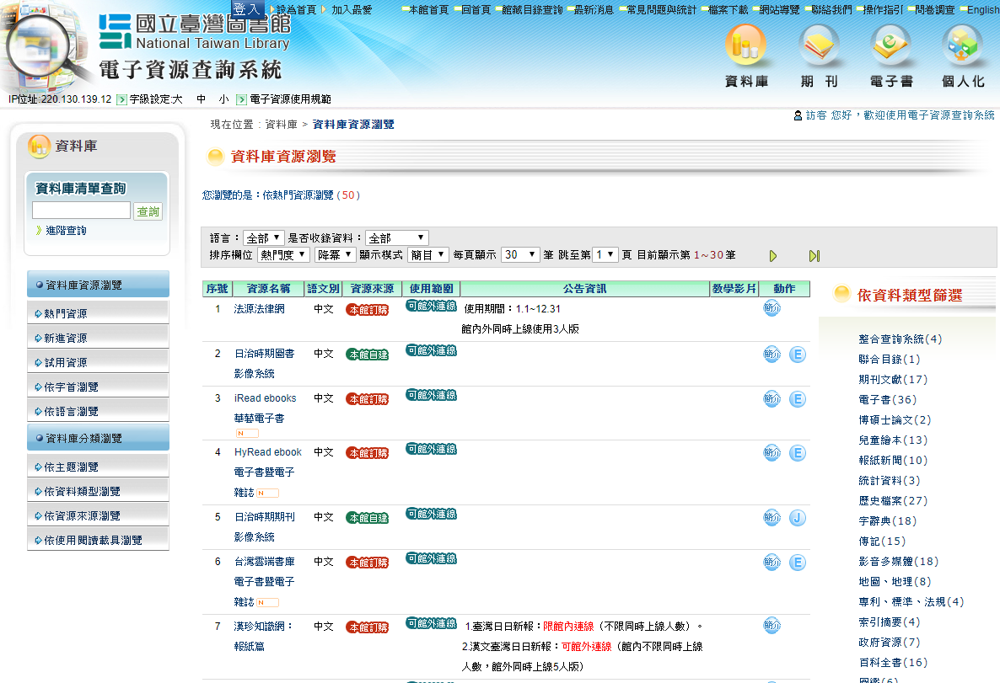 登入 設為首頁 加入最愛 本館首頁 回首頁 館藏目錄查詢 最新消息 常見問題與統計 檔案下載 網站導覽 聯絡我們 操作指引 問卷調查 English
國立臺灣圖書館
National Taiwan Library
電子資源查詢系統
資料庫 期刊 電子書 個人化
IP位址:220.130.139.12 字級設定:大 中 小 電子資源使用規範
訪客 您好，歡迎使用電子資源查詢系統
現在位置：資料庫 > 資料庫資源瀏覽
資料庫
資料庫清單查詢
查詢
進階查詢
資料庫資源瀏覽
熱門資源
新進資源
試用資源
依字首瀏覽
依語言瀏覽
資料庫分類瀏覽
依主題瀏覽
依資料類型瀏覽
依資源來源瀏覽
依使用閱讀載具瀏覽
資料庫資源瀏覽
您瀏覽的是：依熱門資源瀏覽 (50)
語言：全部 是否收錄資料：全部
排序欄位 熱門度 降冪 顯示模式 簡目 每頁顯示 30 筆 跳至第 1 頁 目前顯示第 1~30筆
序號 資源名稱 語文別 資源來源 使用範圍 公告資訊 教學影片 動作
1 法源法律網 中文 本館訂購 可館外連線 使用期間：1.1~12.31 簡介
館內外同時上線使用3人版
2 日治時期圖書 中文 本館自建 可館外連線 簡介 E
影像系統
3 iRead ebooks 中文 本館訂購 可館外連線 簡介 E
華藝電子書
N
4 HyRead ebook 中文 本館訂購 可館外連線 簡介 E
電子書暨電子
雜誌 N
5 日治時期期刊 中文 本館自建 可館外連線 簡介 J
影像系統
6 台灣雲端書庫 中文 本館訂購 可館外連線 簡介 E
電子書暨電子
雜誌 N
7 漢珍知識網： 中文 本館訂購 可館外連線 1.臺灣日日新報：限館內連線（不限同時上線人數）。 簡介
報紙篇 2.漢文臺灣日日新報：可館外連線（館內不限同時上線
人數，館外同時上線5人版）
依資料類型篩選
整合查詢系統(4)
聯合目錄(1)
期刊文獻(17)
電子書(36)
博碩士論文(2)
兒童繪本(13)
報紙新聞(10)
統計資料(3)
歷史檔案(27)
字辭典(18)
傳記(15)
影音多媒體(18)
地圖、地理(8)
專利、標準、法規(4)
索引摘要(4)
政府資源(7)
百科全書(16)